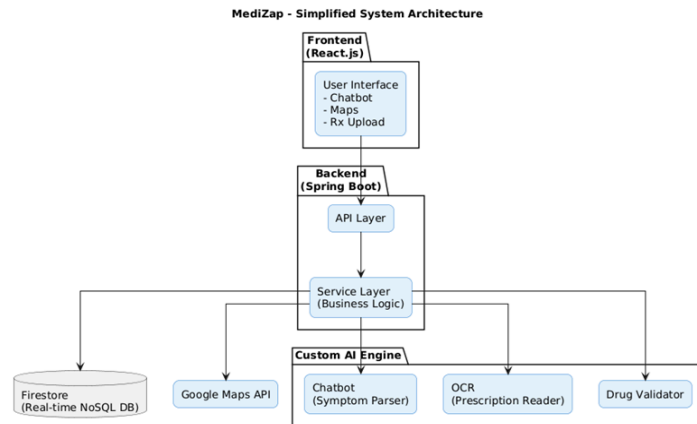 MediZap - Simplified System Architecture
Frontend
(React.js)
User Interface
- Chatbot
- Maps
- Rx Upload
Backend
(Spring Boot)
API Layer
Service Layer
(Business Logic)
Custom AI Engine
Firestore
(Real-time NoSQL DB)
Google Maps API
Chatbot
(Symptom Parser)
OCR
(Prescription Reader)
Drug Validator